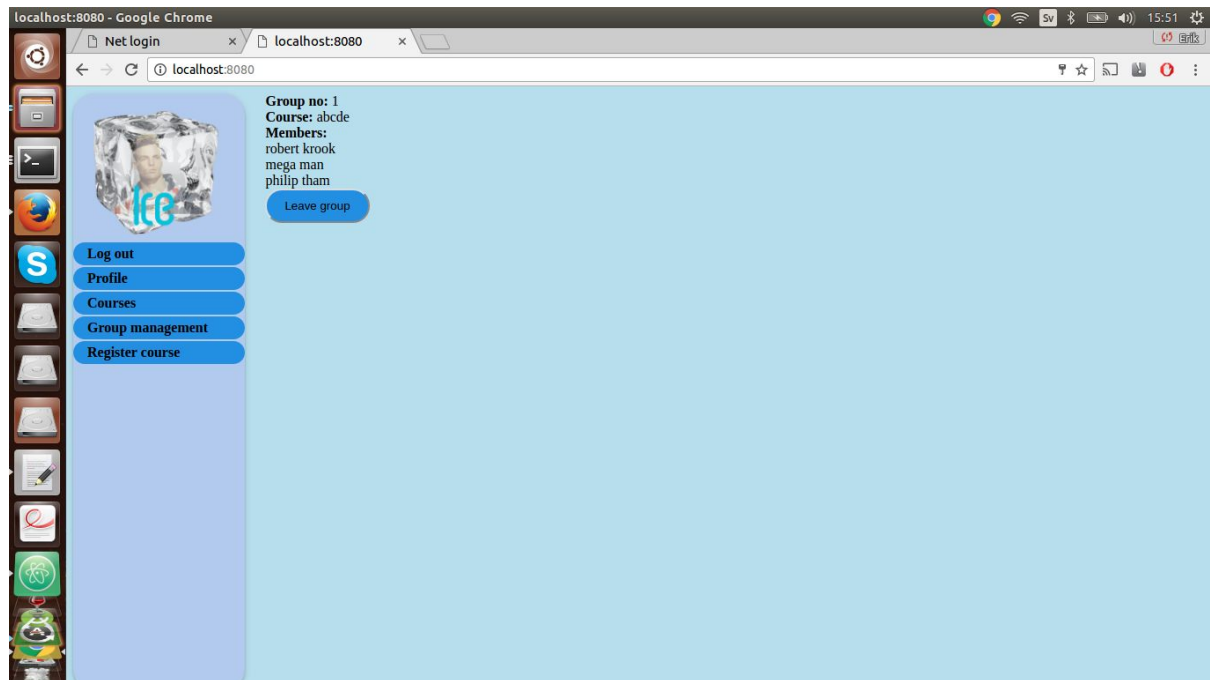 localhost:8080 - Google Chrome
Sv
15:51
Net login
localhost:8080
Erik
localhost:8080
Group no: 1
Course: abcde
Members:
robert krook
mega man
philip tham
Leave group
ICE
Log out
Profile
Courses
Group management
Register course